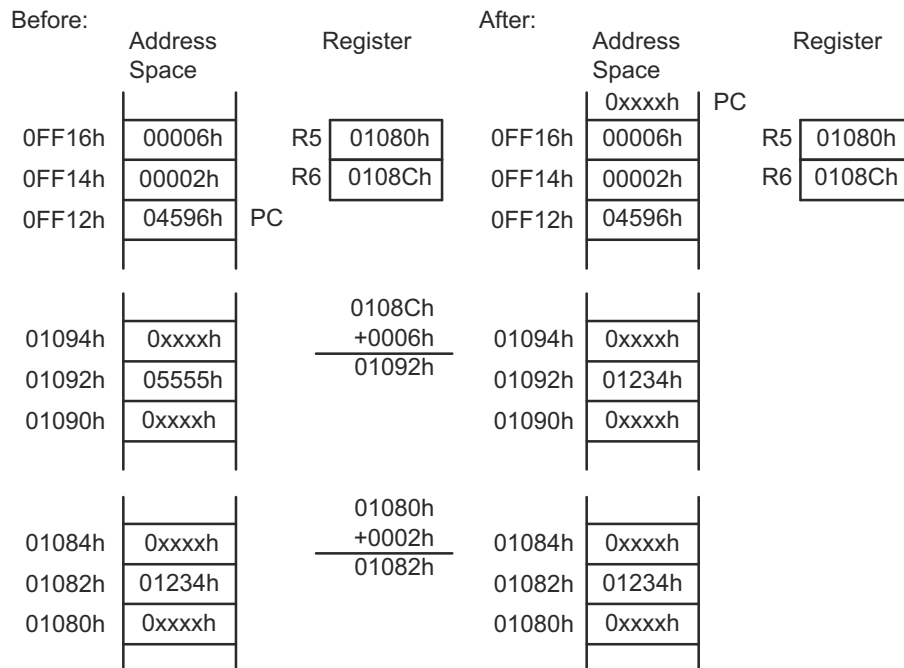 Before:
Address Space
Register
0FF16h 00006h R5 01080h
0FF14h 00002h R6 0108Ch
0FF12h 04596h PC
0108Ch
01094h 0xxxxh +0006h
01092h 05555h 01092h
01090h 0xxxxh
01080h
01084h 0xxxxh +0002h
01082h 01234h 01082h
01080h 0xxxxh
After:
Address Space
Register
0xxxxh PC
0FF16h 00006h R5 01080h
0FF14h 00002h R6 0108Ch
0FF12h 04596h
01094h 0xxxxh
01092h 01234h
01090h 0xxxxh
01084h 0xxxxh
01082h 01234h
01080h 0xxxxh